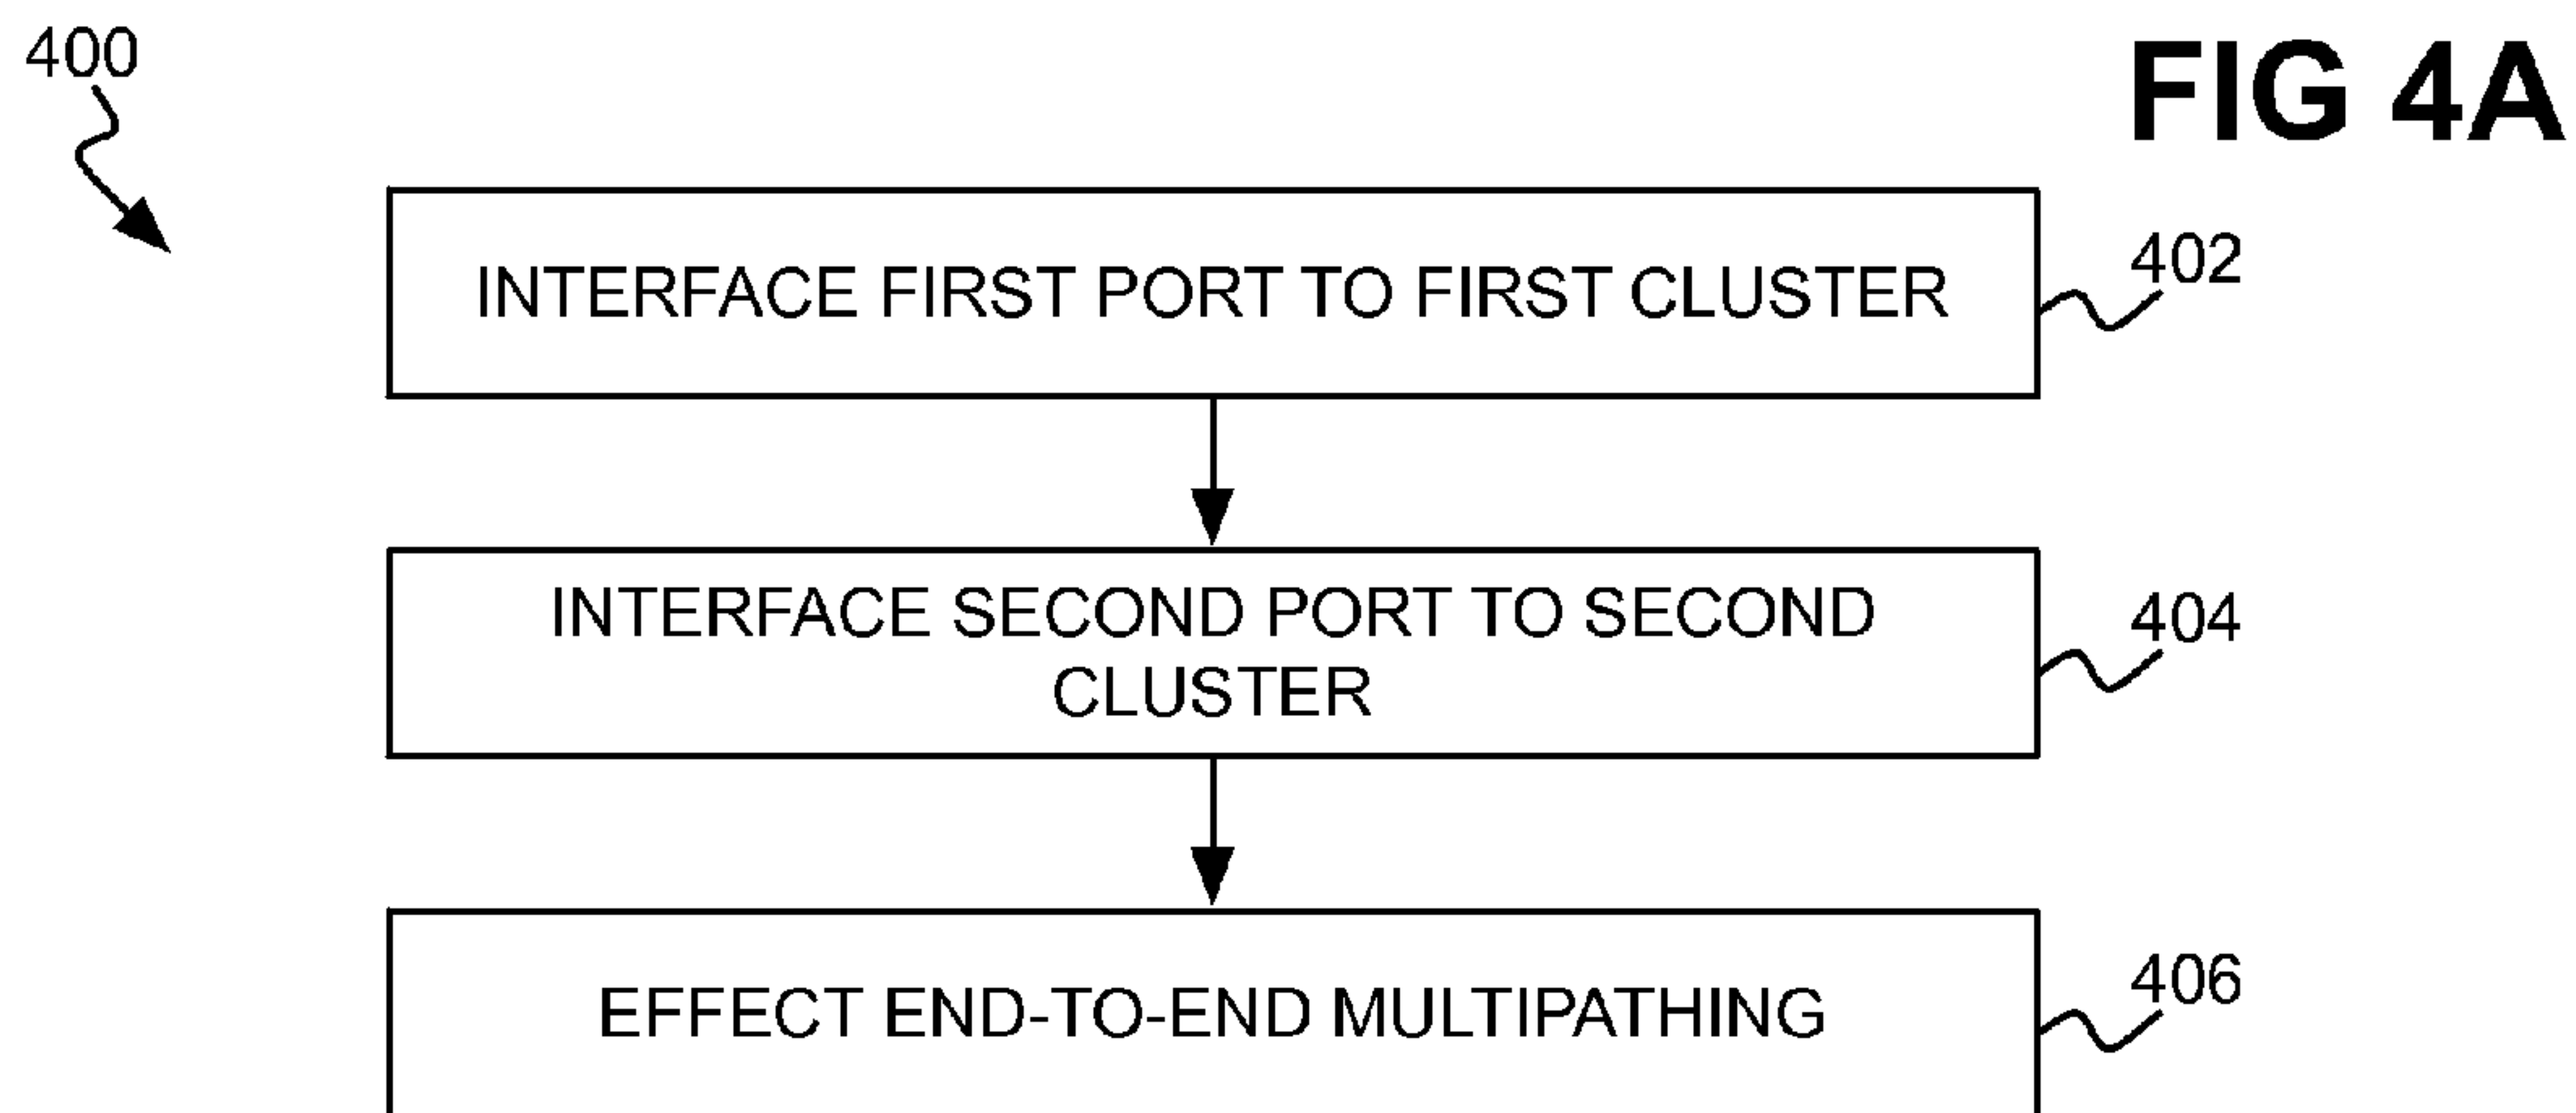 400
FIG 4A
INTERFACE FIRST PORT TO FIRST CLUSTER
402
INTERFACE SECOND PORT TO SECOND
CLUSTER
404
EFFECT END-TO-END MULTIPATHING
406